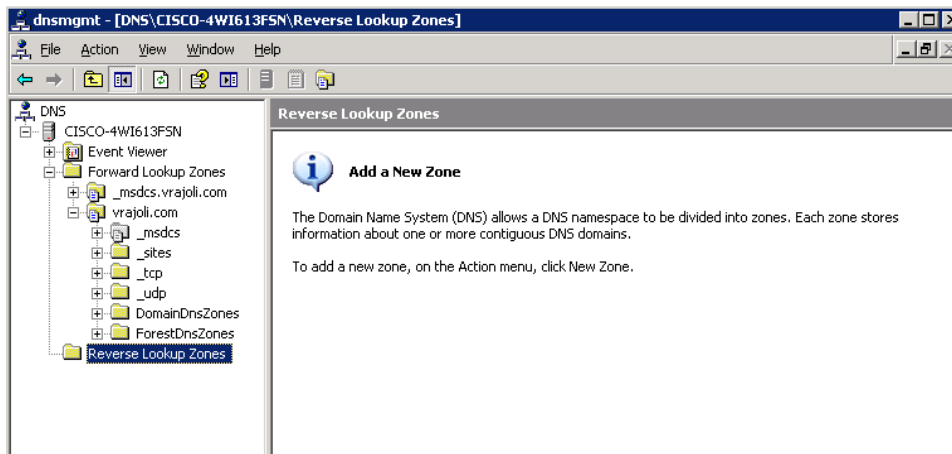 dnsmgmt - [DNS\CISCO-4WI613FSN\Reverse Lookup Zones]
File Action View Window Help
DNS
CISCO-4WI613FSN
Event Viewer
Forward Lookup Zones
_msdcs.vrajoli.com
vrajoli.com
_msdcs
_sites
_tcp
_udp
DomainDnsZones
ForestDnsZones
Reverse Lookup Zones
Reverse Lookup Zones
Add a New Zone
The Domain Name System (DNS) allows a DNS namespace to be divided into zones. Each zone stores
information about one or more contiguous DNS domains.
To add a new zone, on the Action menu, click New Zone.